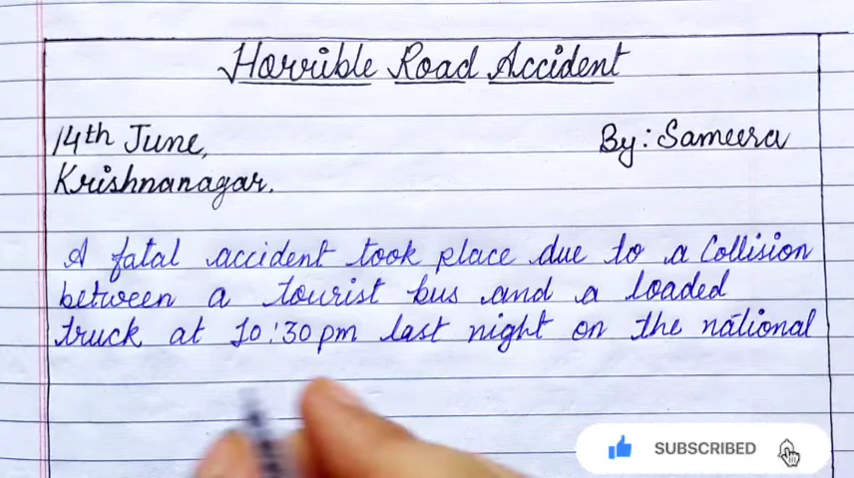 Horrible Road Accident
14th June,
By: Sameera
Krishnanagar.
A fatal accident took place due to a Collision
between a tourist bus and a loaded
truck at 10:30 pm last night on the national
SUBSCRIBED